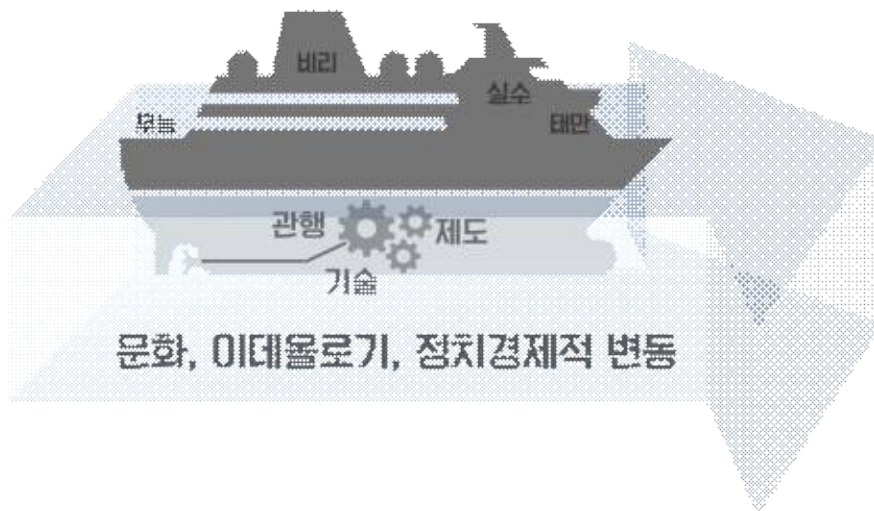 비리
실수
무능
태만
관행
제도
기술
문화, 이데올로기, 정치경제적 변동